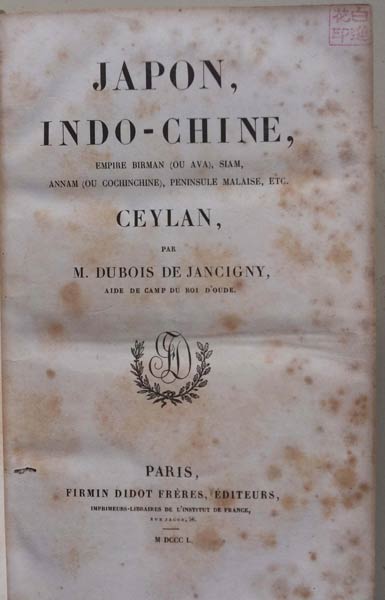 JAPON,
INDO-CHINE,
EMPIRE BIRMAN (OU AVA), SIAM,
ANNAM (OU COCHINCHINE), PENINSULE MALAISE, ETC.
CEYLAN,
PAR
M. DUBOIS DE JANCIGNY,
AIDE DE CAMP DU ROI D'OUDE.
PARIS,
FIRMIN DIDOT FRÈRES, ÉDITEURS,
IMPRIMEURS-LIBRAIRES DE L'INSTITUT DE FRANCE,
RUE JACOB, 56.
M DCCC L.